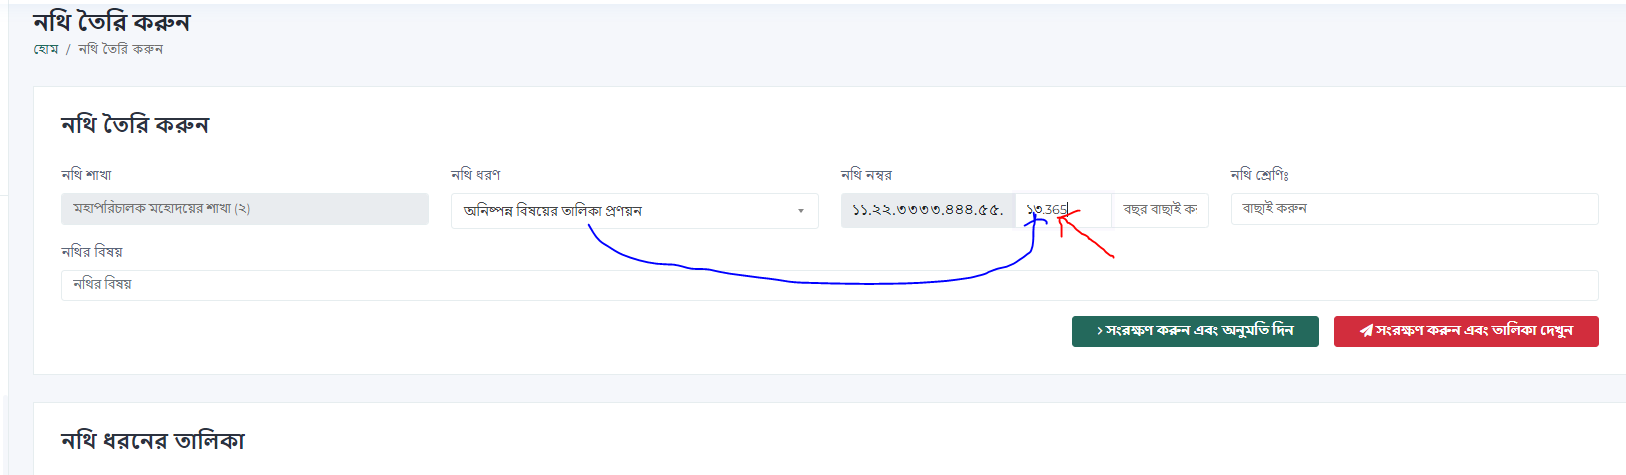 নথি তৈরি করুন
হোম / নথি তৈরি করুন
নথি তৈরি করুন
নথি শাখা
নথি ধরণ
নথি নম্বর
নথি শ্রেণিঃ
মহাপরিচালক মহোদয়ের শাখা (২)
অনিষ্পন্ন বিষয়ের তালিকা প্রণয়ন
১১.২২.৩৩৩৩.৪৪৪.৫৫.
১৩.365
বছর বাছাই ক
বাছাই করুন
নথির বিষয়
নথির বিষয়
সংরক্ষণ করুন এবং অনুমতি দিন
সংরক্ষণ করুন এবং তালিকা দেখুন
নথি ধরনের তালিকা